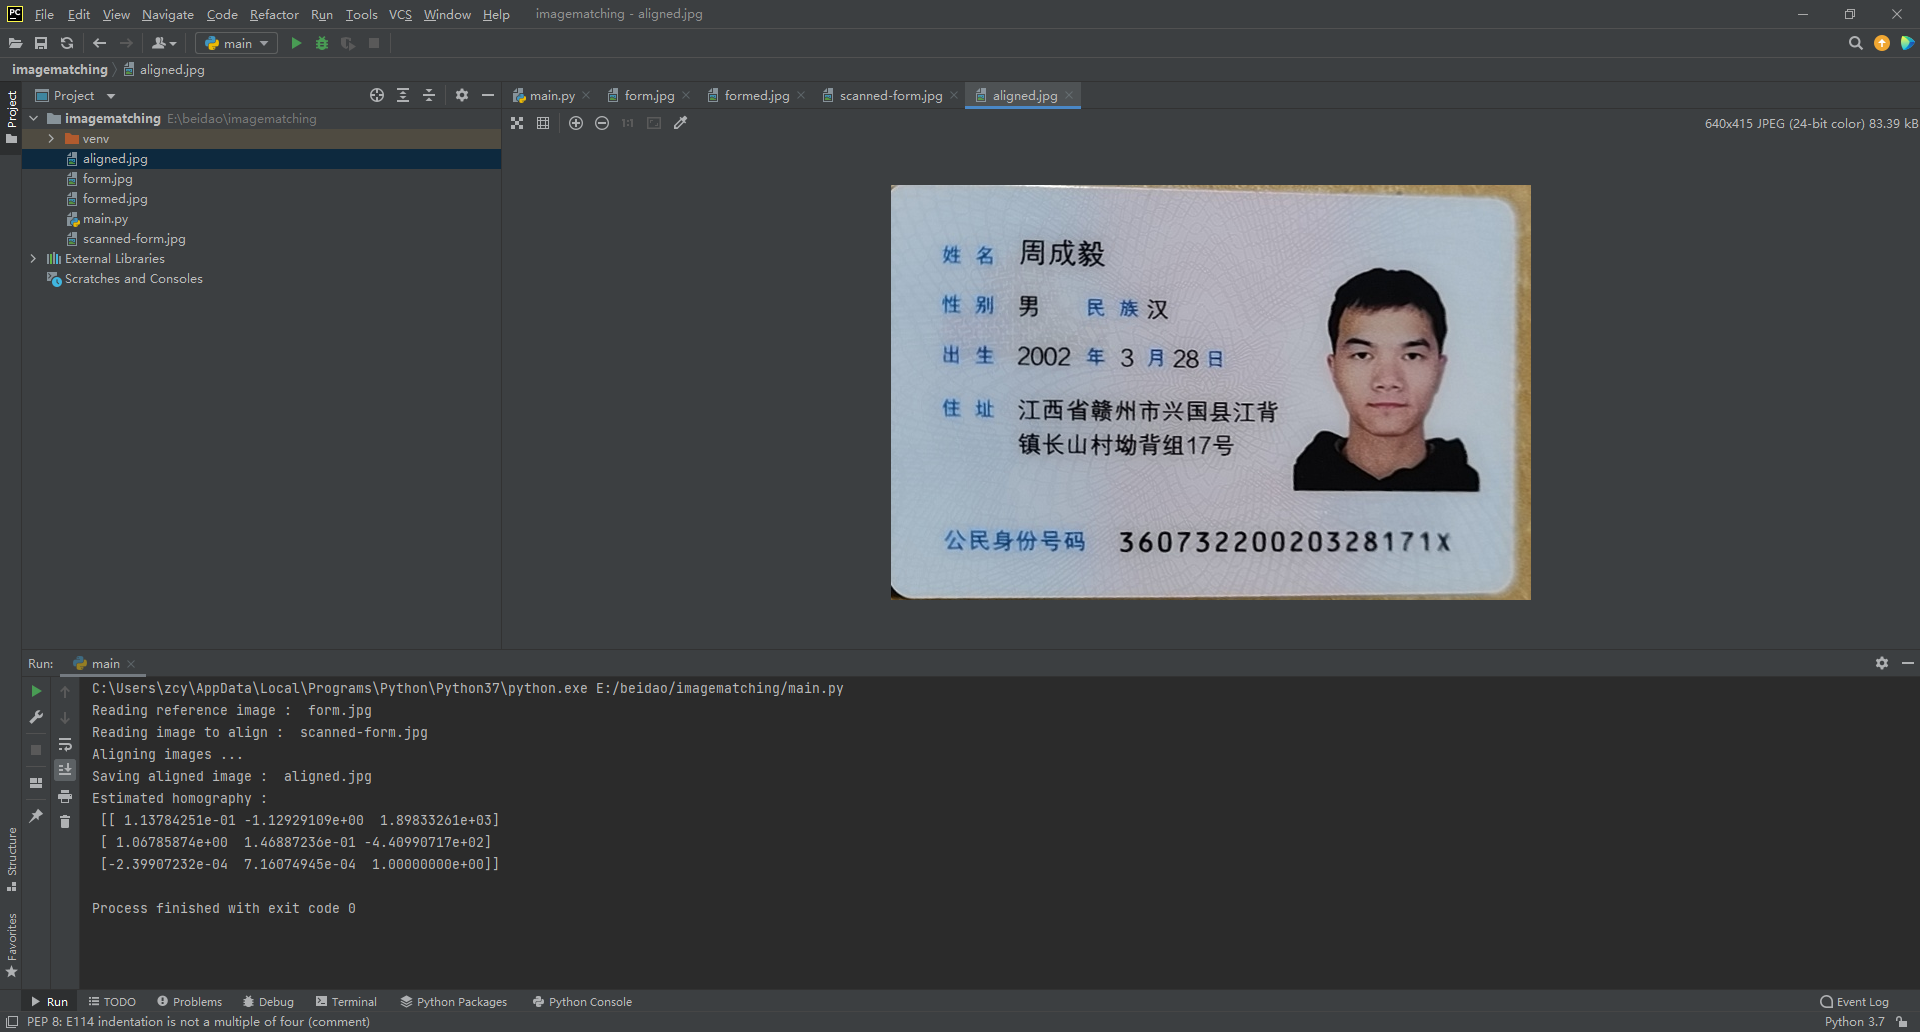 File Edit View Navigate Code Refactor Run Tools VCS Window Help imagematching - aligned.jpg
main
imagematching aligned.jpg
Project
Project
main.py form.jpg formed.jpg scanned-form.jpg aligned.jpg
imagematching E:\beidao\imagematching
1:1
640x415 JPEG (24-bit color) 83.39 kB
venv
aligned.jpg
form.jpg
formed.jpg
main.py
scanned-form.jpg
External Libraries
Scratches and Consoles
姓名 周成毅
性别 男 民族 汉
出生 2002 年 3 月 28 日
住址 江西省赣州市兴国县江背
镇长山村坳背组17号
公民身份号码 36073220020328171X
Run: main
C:\Users\zcy\AppData\Local\Programs\Python\Python37\python.exe E:/beidao/imagematching/main.py
Reading reference image :  form.jpg
Reading image to align :  scanned-form.jpg
Aligning images ...
Saving aligned image :  aligned.jpg
Estimated homography :
[[ 1.13784251e-01 -1.12929109e+00  1.89833261e+03]
[ 1.06785874e+00  1.46887236e-01 -4.40990717e+02]
[-2.39907232e-04  7.16074945e-04  1.00000000e+00]]
Process finished with exit code 0
Structure
Favorites
Run TODO Problems Debug Terminal Python Packages Python Console Event Log
PEP 8: E114 indentation is not a multiple of four (comment) Python 3.7